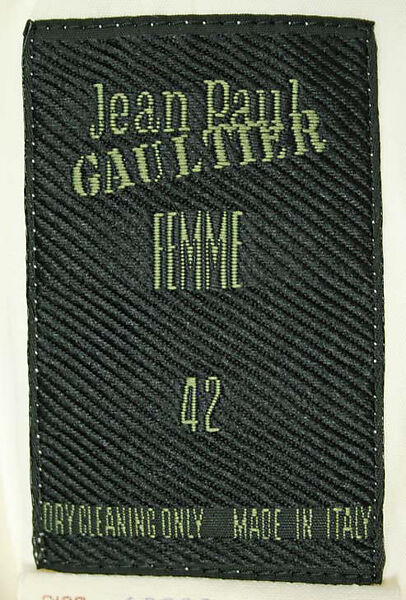 Jean Paul
GAULTIER
FEMME
42
DRY CLEANING ONLY MADE IN ITALY